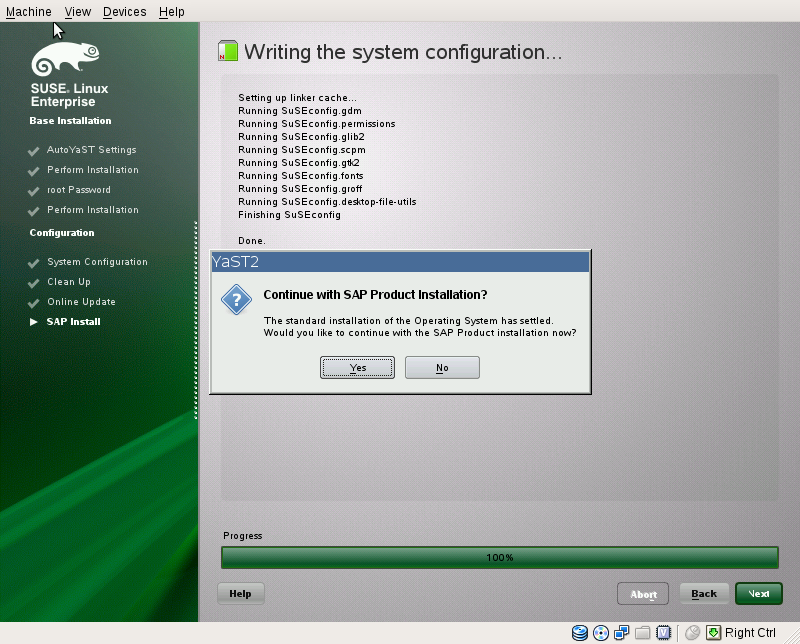 Machine View Devices Help
SUSE® Linux
Enterprise
Base Installation
AutoYaST Settings
Perform Installation
root Password
Perform Installation
Configuration
System Configuration
Clean Up
Online Update
SAP Install
Writing the system configuration...
Setting up linker cache...
Running SuSEconfig.gdm
Running SuSEconfig.permissions
Running SuSEconfig.glib2
Running SuSEconfig.scpm
Running SuSEconfig.gtk2
Running SuSEconfig.fonts
Running SuSEconfig.groff
Running SuSEconfig.desktop-file-utils
Finishing SuSEconfig
Done.
YaST2
Continue with SAP Product Installation?
The standard installation of the Operating System has settled.
Would you like to continue with the SAP Product installation now?
Yes No
Progress
100%
Help Abort Back Next
Right Ctrl